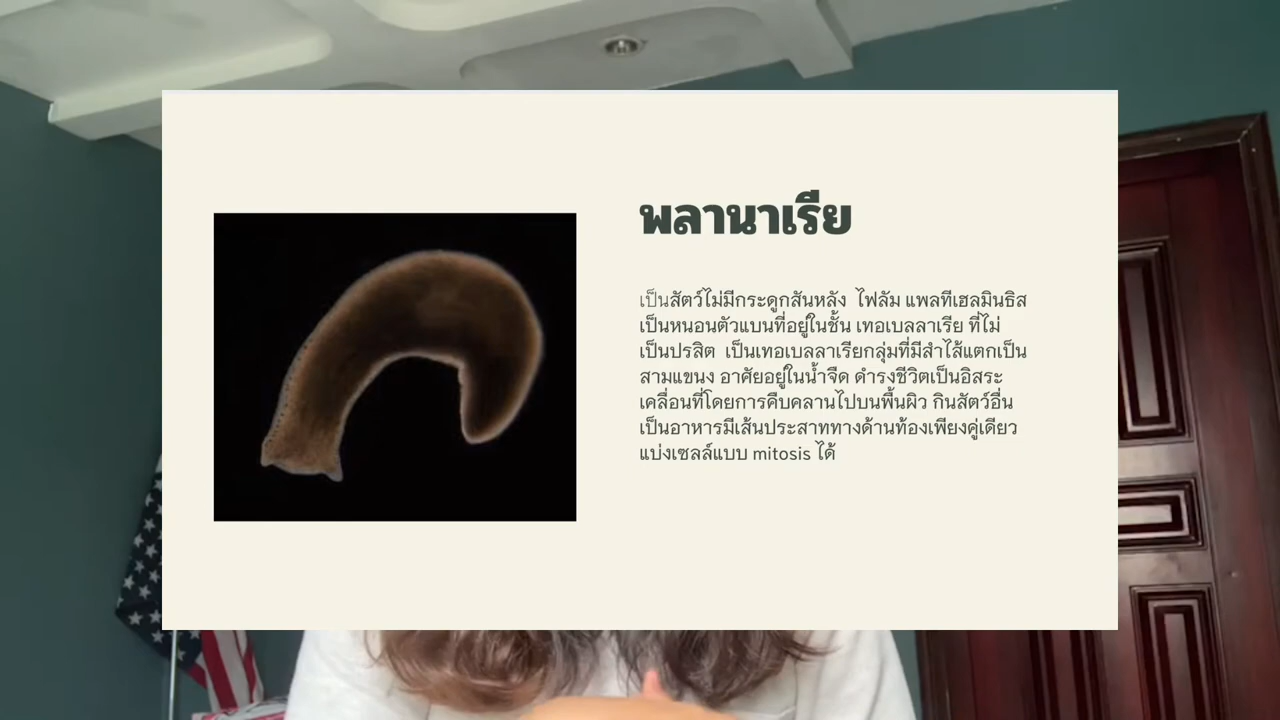 พลานาเรีย
เป็นสัตว์ไม่มีกระดูกสันหลัง ไฟลัม แพลทีเฮลมินธิส
เป็นหนอนตัวแบนที่อยู่ในชั้น เทอเบลลาเรีย ที่ไม่
เป็นปรสิต เป็นเทอเบลลาเรียกลุ่มที่มีสำไส้แตกเป็น
สามแขนง อาศัยอยู่ในน้ำจืด ดำรงชีวิตเป็นอิสระ
เคลื่อนที่โดยการคืบคลานไปบนพื้นผิว กินสัตว์อื่น
เป็นอาหารมีเส้นประสาททางด้านท้องเพียงคู่เดียว
แบ่งเซลล์แบบ mitosis ได้